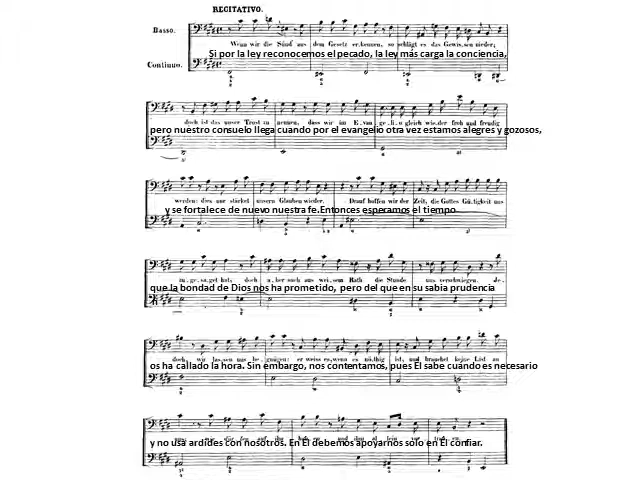 RECITATIVO.
Basso.
Wenn wir die Sünd' aus dem Gesetz erkennen, so schlägt es das Gewissen nieder;
Si por la ley reconocemos el pecado, la ley más carga la conciencia,
Continuo.
doch ist das unser Trost zu nennen, dass wir im Evangelio gleich wieder froh und freudig
pero nuestro consuelo llega cuando por el evangelio otra vez estamos alegres y gozosos,
werden: dies nur stärket unsern Glauben wieder. Drauf hoffen wir der Zeit, die Gottes Gütigkeit uns
y se fortalece de nuevo nuestra fe.Entonces esperamos el tiempo
zugesaget hat, doch aber auch aus weisem Rath die Stunde uns verschwiegen. Je-
que la bondad de Dios nos ha prometido, pero del que en su sabia prudencia
doch, wir lassen uns begnügen: er weiss es, wenn es nöthig ist, und brauchet keine List an
os ha callado la hora. Sin embargo, nos contentamos, pues El sabe cuando es necesario
y no usa ardides con nosotros. En El debemos apoyarnos solo en El confiar.